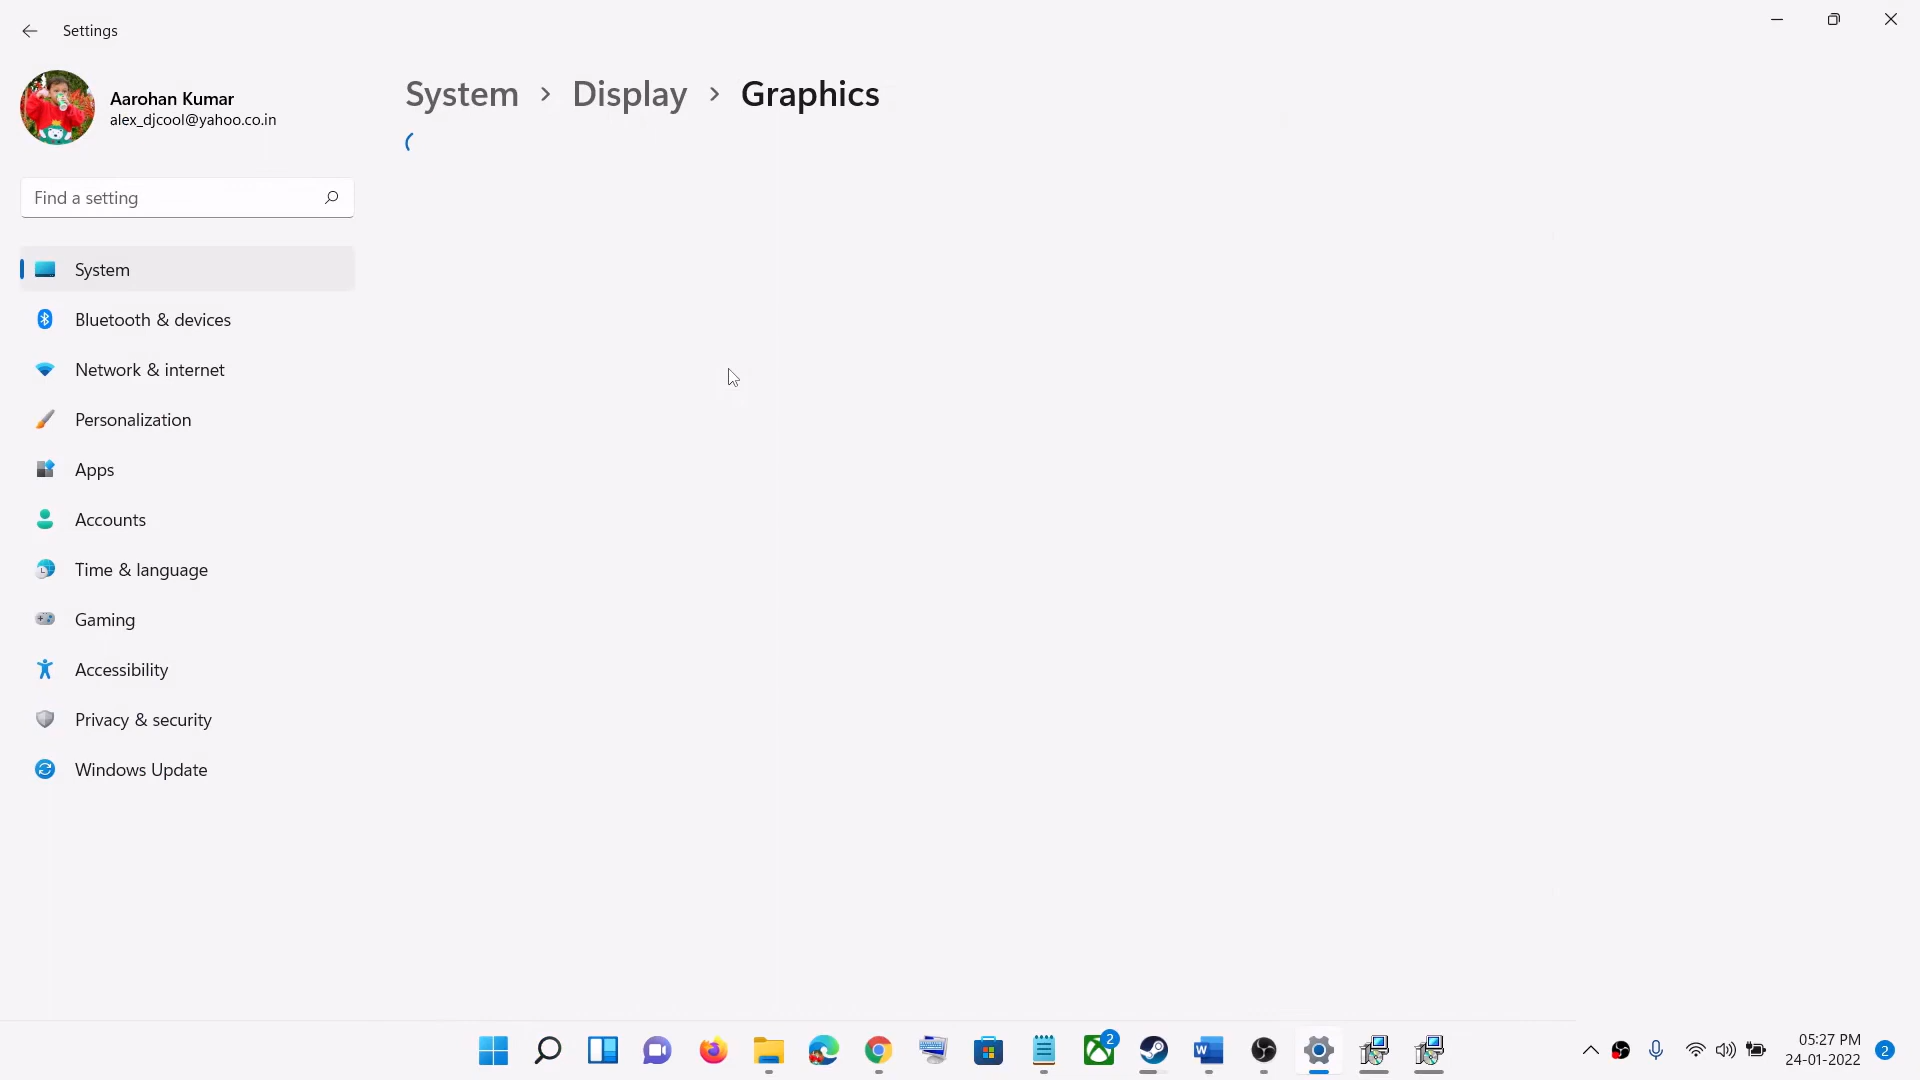 Settings
Aarohan Kumar
alex_djcool@yahoo.co.in
System > Display > Graphics
Find a setting
System
Bluetooth & devices
Network & internet
Personalization
Apps
Accounts
Time & language
Gaming
Accessibility
Privacy & security
Windows Update
2
05:27 PM
24-01-2022
2